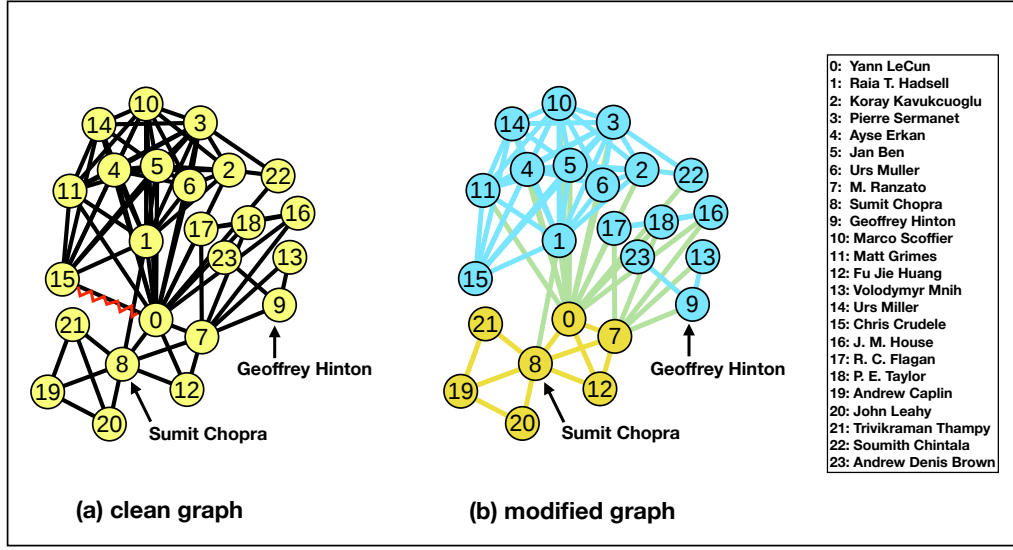 10
14
3
4
5
2
6
22
11
17
18
16
1
23
13
15
9
0
21
7
8
Geoffrey Hinton
19
12
20
Sumit Chopra
(a) clean graph
10
14
3
4
5
2
6
22
11
17
18
16
1
23
13
15
9
0
21
7
8
Geoffrey Hinton
19
12
20
Sumit Chopra
(b) modified graph
0: Yann LeCun
1: Raia T. Hadsell
2: Koray Kavukcuoglu
3: Pierre Sermanet
4: Ayse Erkan
5: Jan Ben
6: Urs Muller
7: M. Ranzato
8: Sumit Chopra
9: Geoffrey Hinton
10: Marco Scoffier
11: Matt Grimes
12: Fu Jie Huang
13: Volodymyr Mnih
14: Urs Miller
15: Chris Crudele
16: J. M. House
17: R. C. Flagan
18: P. E. Taylor
19: Andrew Caplin
20: John Leahy
21: Trivikraman Thampy
22: Soumith Chintala
23: Andrew Denis Brown